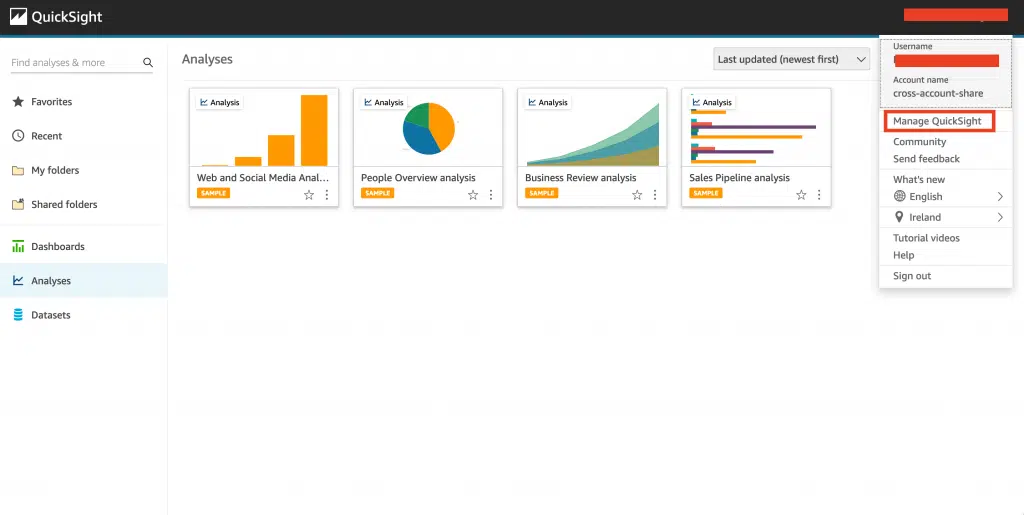 QuickSight
Find analyses & more
Favorites
Recent
My folders
Shared folders
Dashboards
Analyses
Datasets
Analyses
Last updated (newest first)
Analysis
Web and Social Media Anal...
SAMPLE
Analysis
People Overview analysis
SAMPLE
Analysis
Business Review analysis
SAMPLE
Analysis
Sales Pipeline analysis
SAMPLE
Username
Account name
cross-account-share
Manage QuickSight
Community
Send feedback
What's new
English
Ireland
Tutorial videos
Help
Sign out